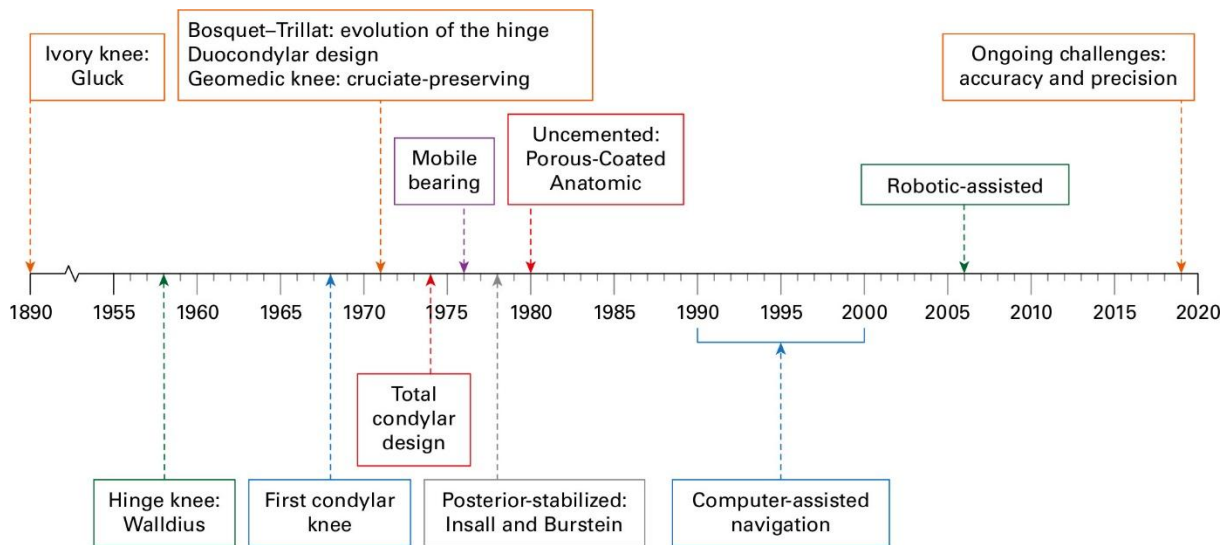 Ivory knee:
Gluck
Bosquet–Trillat: evolution of the hinge
Duocondylar design
Geomedic knee: cruciate-preserving
Ongoing challenges:
accuracy and precision
Mobile
bearing
Uncemented:
Porous-Coated
Anatomic
Robotic-assisted
1890 1955 1960 1965 1970 1975 1980 1985 1990 1995 2000 2005 2010 2015 2020
Total
condylar
design
Hinge knee:
Walldius
First condylar
knee
Posterior-stabilized:
Insall and Burstein
Computer-assisted
navigation